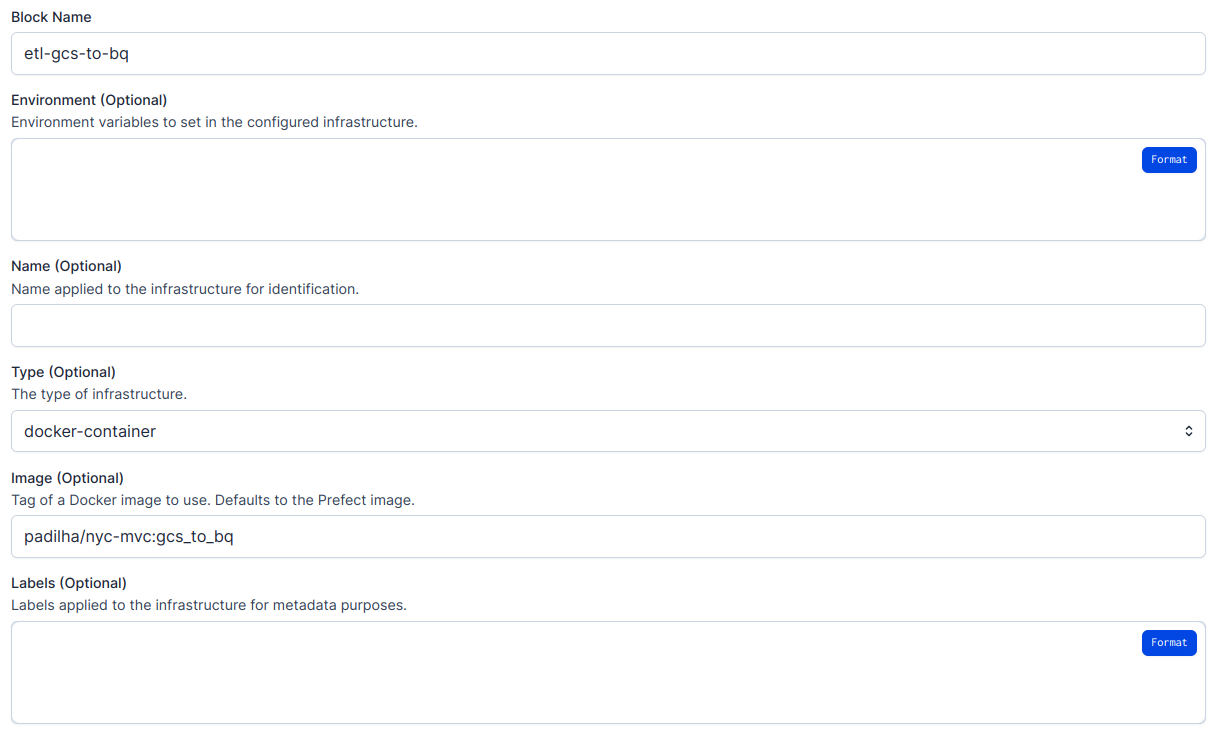 Block Name
etl-gcs-to-bq
Environment (Optional)
Environment variables to set in the configured infrastructure.
Format
Name (Optional)
Name applied to the infrastructure for identification.
Type (Optional)
The type of infrastructure.
docker-container
Image (Optional)
Tag of a Docker image to use. Defaults to the Prefect image.
padilha/nyc-mvc:gcs_to_bq
Labels (Optional)
Labels applied to the infrastructure for metadata purposes.
Format